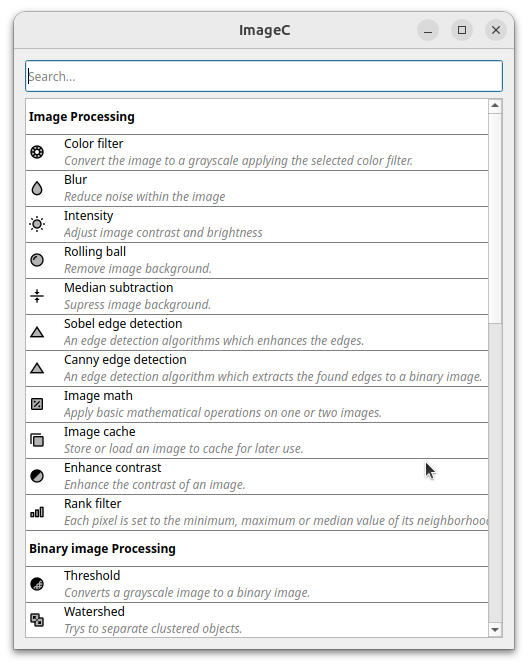 ImageC
Search...
Image Processing
Color filter
Convert the image to a grayscale applying the selected color filter.
Blur
Reduce noise within the image
Intensity
Adjust image contrast and brightness
Rolling ball
Remove image background.
Median subtraction
Supress image background.
Sobel edge detection
An edge detection algorithms which enhances the edges.
Canny edge detection
An edge detection algorithm which extracts the found edges to a binary image.
Image math
Apply basic mathematical operations on one or two images.
Image cache
Store or load an image to cache for later use.
Enhance contrast
Enhance the contrast of an image.
Rank filter
Each pixel is set to the minimum, maximum or median value of its neighborhoo
Binary image Processing
Threshold
Converts a grayscale image to a binary image.
Watershed
Trys to separate clustered objects.